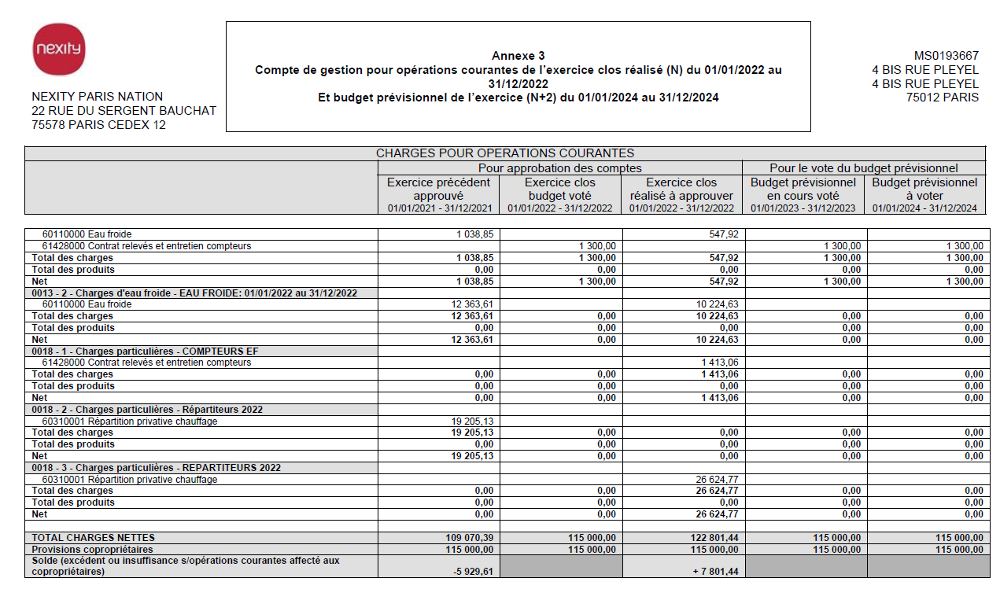 nexity
NEXITY PARIS NATION
22 RUE DU SERGENT BAUCHAT
75578 PARIS CEDEX 12
Annexe 3
Compte de gestion pour opérations courantes de l'exercice clos réalisé (N) du 01/01/2022 au
31/12/2022
Et budget prévisionnel de l'exercice (N+2) du 01/01/2024 au 31/12/2024
MS0193667
4 BIS RUE PLEYEL
4 BIS RUE PLEYEL
75012 PARIS
CHARGES POUR OPERATIONS COURANTES
Pour approbation des comptes Pour le vote du budget prévisionnel
Exercice précédent Exercice clos Exercice clos Budget prévisionnel Budget prévisionnel
approuvé budget voté réalisé à approuver en cours voté à voter
01/01/2021 - 31/12/2021 01/01/2022 - 31/12/2022 01/01/2022 - 31/12/2022 01/01/2023 - 31/12/2023 01/01/2024 - 31/12/2024
60110000 Eau froide 1 038,85 547,92
61428000 Contrat relevés et entretien compteurs 1 300,00 1 300,00 1 300,00
Total des charges 1 038,85 1 300,00 547,92 1 300,00 1 300,00
Total des produits 0,00 0,00 0,00 0,00 0,00
Net 1 038,85 1 300,00 547,92 1 300,00 1 300,00
0013 - 2 - Charges d'eau froide - EAU FROIDE: 01/01/2022 au 31/12/2022
60110000 Eau froide 12 363,61 10 224,63
Total des charges 12 363,61 0,00 10 224,63 0,00 0,00
Total des produits 0,00 0,00 0,00 0,00 0,00
Net 12 363,61 0,00 10 224,63 0,00 0,00
0018 - 1 - Charges particulières - COMPTEURS EF
61428000 Contrat relevés et entretien compteurs 1 413,06
Total des charges 0,00 0,00 1 413,06 0,00 0,00
Total des produits 0,00 0,00 0,00 0,00 0,00
Net 0,00 0,00 1 413,06 0,00 0,00
0018 - 2 - Charges particulières - Répartiteurs 2022
60310001 Répartition privative chauffage 19 205,13
Total des charges 19 205,13 0,00 0,00 0,00 0,00
Total des produits 0,00 0,00 0,00 0,00 0,00
Net 19 205,13 0,00 0,00 0,00 0,00
0018 - 3 - Charges particulières - REPARTITEURS 2022
60310001 Répartition privative chauffage 26 624,77
Total des charges 0,00 0,00 26 624,77 0,00 0,00
Total des produits 0,00 0,00 0,00 0,00 0,00
Net 0,00 0,00 26 624,77 0,00 0,00
TOTAL CHARGES NETTES 109 070,39 115 000,00 122 801,44 115 000,00 115 000,00
Provisions copropriétaires 115 000,00 115 000,00 115 000,00 115 000,00 115 000,00
Solde (excédent ou insuffisance s/opérations courantes affecté aux
copropriétaires) -5 929,61 + 7 801,44